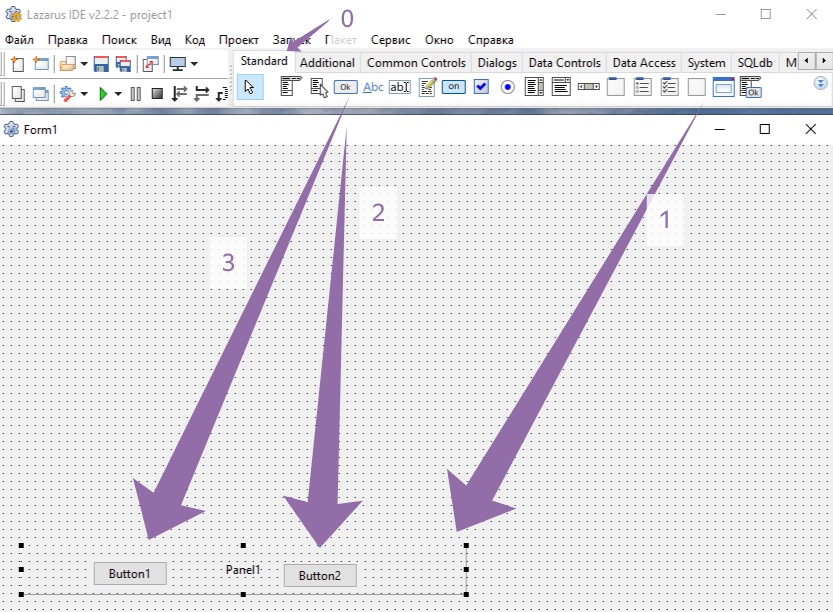 Lazarus IDE v2.2.2 - project1
0
Файл Правка Поиск Вид Код Проект Запуск Пакет Сервис Окно Справка
Standard Additional Common Controls Dialogs Data Controls Data Access System SQLdb M
Ok Abc abI on Ok
Form1
1
2
3
Button1 Panel1 Button2